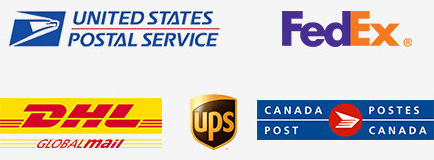 UNITED STATES
POSTAL SERVICE
FedEx ®
DHL
GLOBALmail
ups
CANADA POSTES
POST CANADA